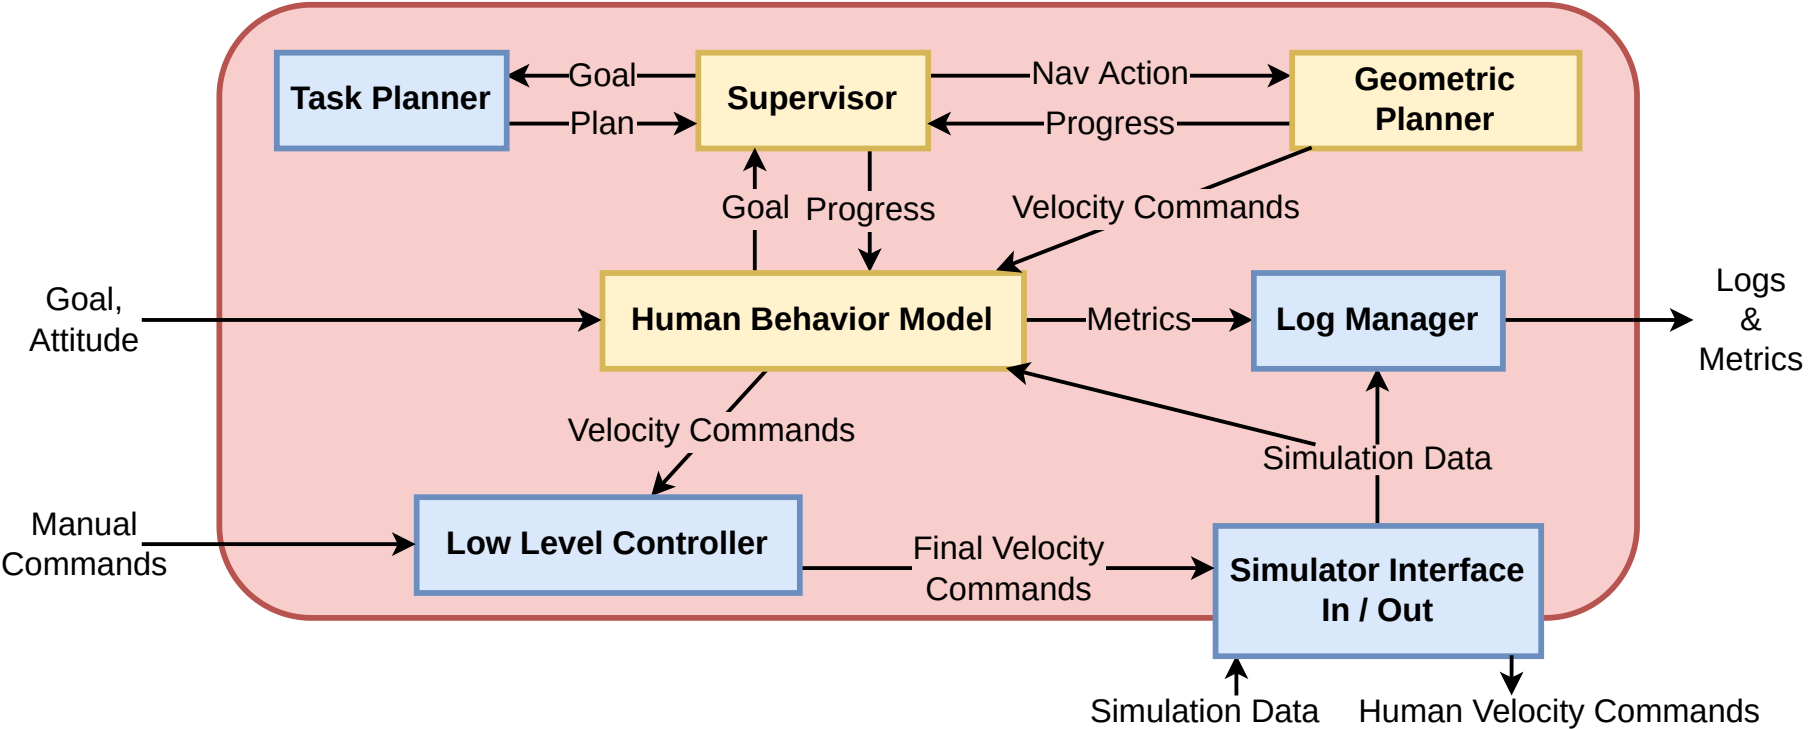 Task Planner
Goal
Plan
Supervisor
Nav Action
Progress
Geometric
Planner
Goal
Progress
Velocity Commands
Goal,
Attitude
Human Behavior Model
Metrics
Log Manager
Logs
&
Metrics
Velocity Commands
Simulation Data
Manual
Commands
Low Level Controller
Final Velocity
Commands
Simulator Interface
In / Out
Simulation Data
Human Velocity Commands